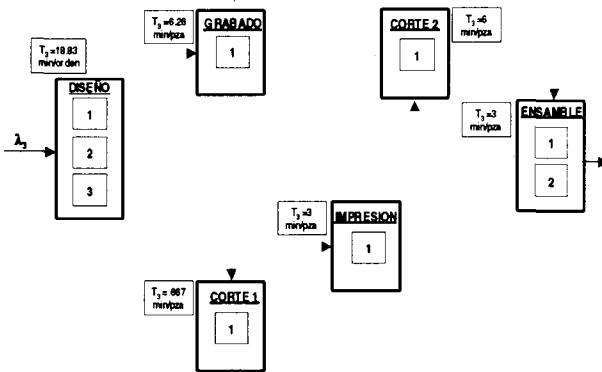 T₃ =6.26
min/pza
GRABADO
1
CORTE 2
1
T₃ =6
min/pza
T₃ =18.83
min/orden
DISEÑO
1
2
3
λ₃
T₃ =3
min/pza
ENSAMBLE
1
2
T₃ =3
min/pza
IMPRESION
1
T₃ = .667
min/pza
CORTE 1
1